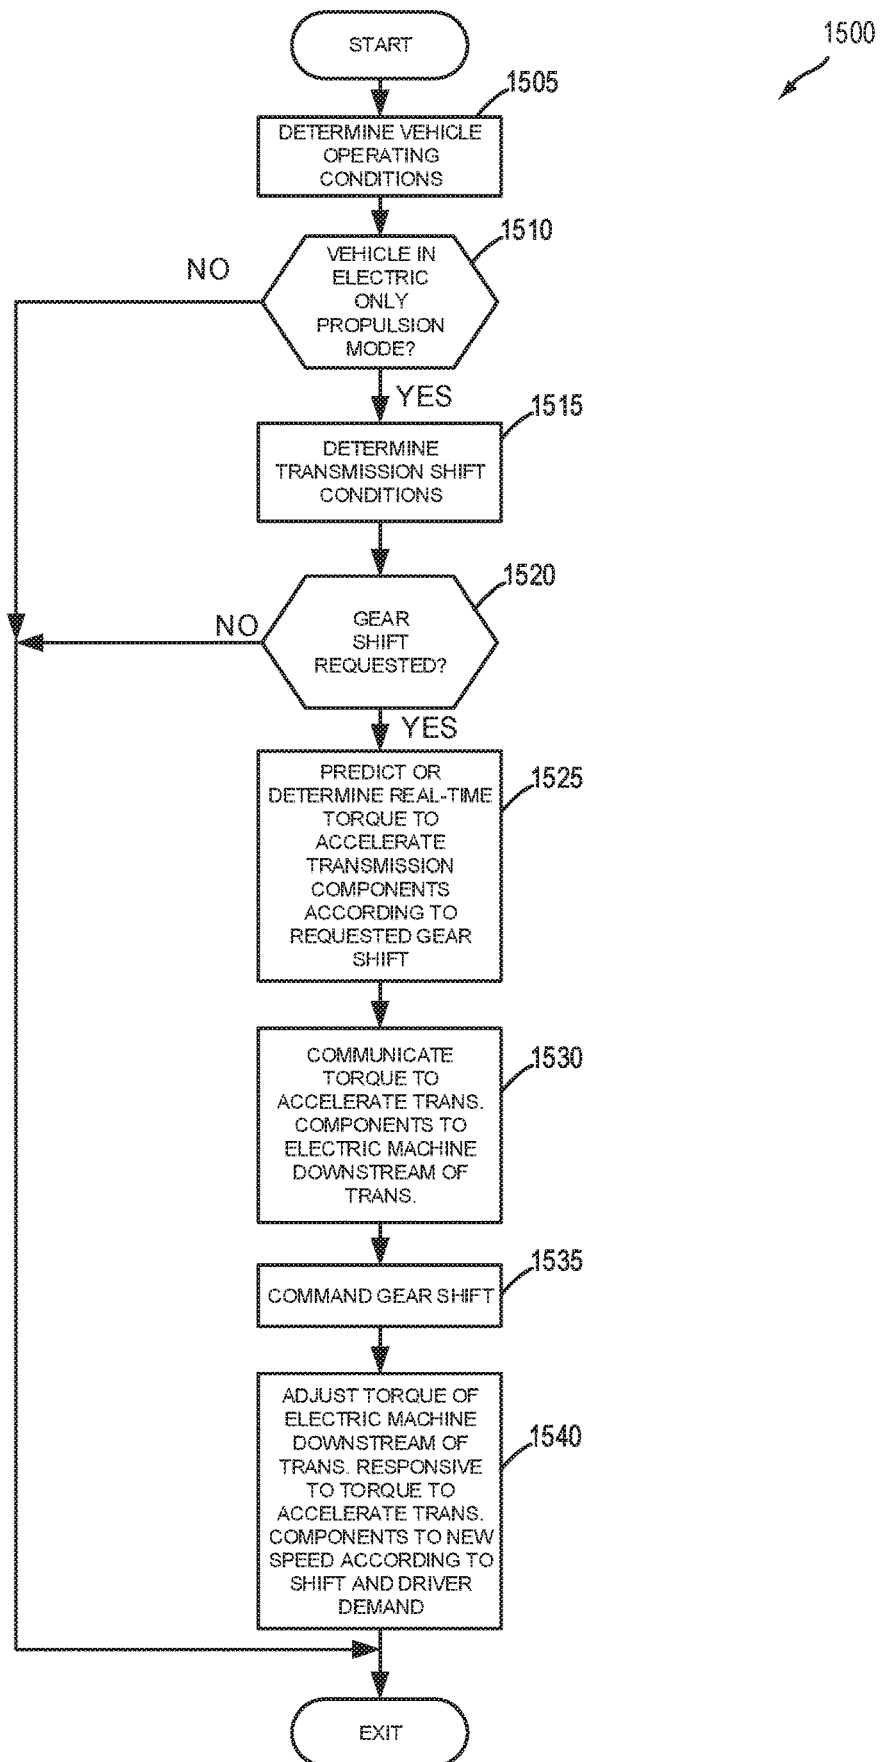 1500
START
1505
DETERMINE VEHICLE
OPERATING
CONDITIONS
1510
NO
VEHICLE IN
ELECTRIC
ONLY
PROPULSION
MODE?
YES
1515
DETERMINE
TRANSMISSION SHIFT
CONDITIONS
1520
NO
GEAR
SHIFT
REQUESTED?
YES
1525
PREDICT OR
DETERMINE REAL-TIME
TORQUE TO
ACCELERATE
TRANSMISSION
COMPONENTS
ACCORDING TO
REQUESTED GEAR
SHIFT
1530
COMMUNICATE
TORQUE TO
ACCELERATE TRANS.
COMPONENTS TO
ELECTRIC MACHINE
DOWNSTREAM OF
TRANS.
1535
COMMAND GEAR SHIFT
1540
ADJUST TORQUE OF
ELECTRIC MACHINE
DOWNSTREAM OF
TRANS. RESPONSIVE
TO TORQUE TO
ACCELERATE TRANS.
COMPONENTS TO NEW
SPEED ACCORDING TO
SHIFT AND DRIVER
DEMAND
EXIT